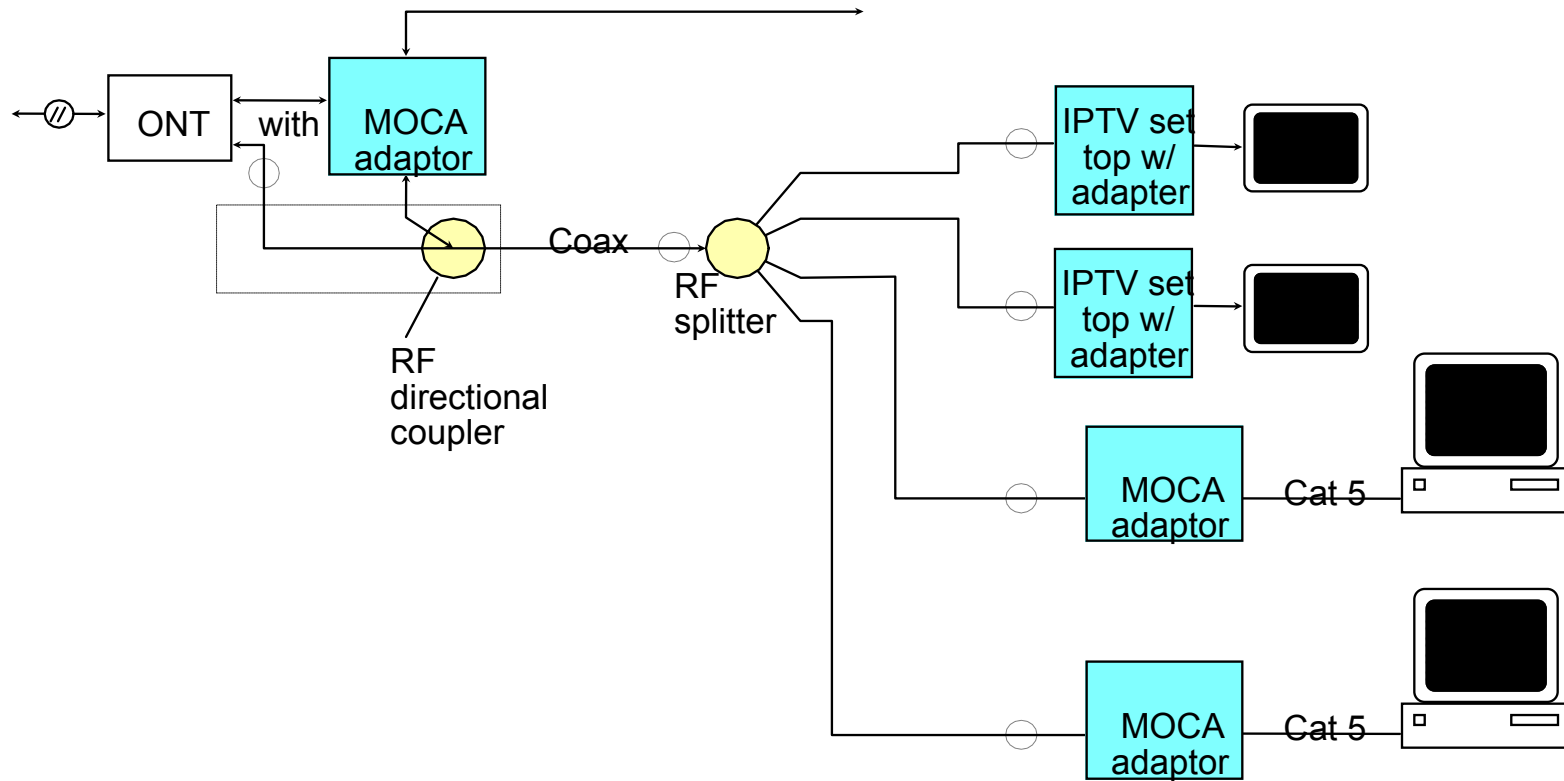 ONT
with
MOCA
adaptor
IPTV set
top w/
adapter
Coax
RF
splitter
IPTV set
top w/
adapter
RF
directional
coupler
MOCA
adaptor
Cat 5
MOCA
adaptor
Cat 5